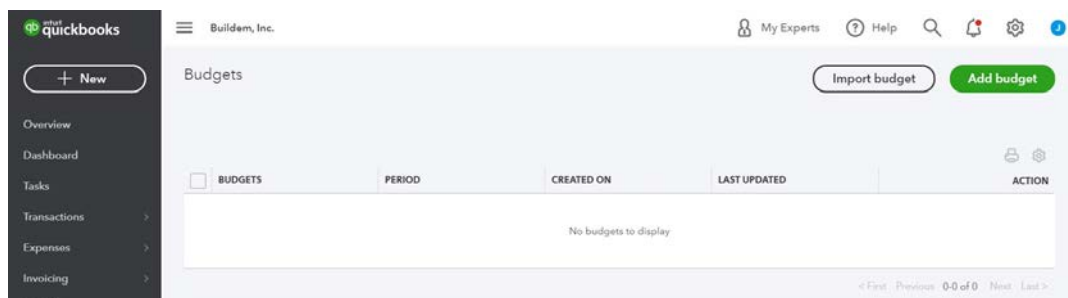 intuit
quickbooks
Buildem, Inc.
My Experts
Help
J
+ New
Budgets
Import budget
Add budget
Overview
Dashboard
Tasks
Transactions
Expenses
Invoicing
BUDGETS PERIOD CREATED ON LAST UPDATED ACTION
No budgets to display
< First Previous 0-0 of 0 Next Last >